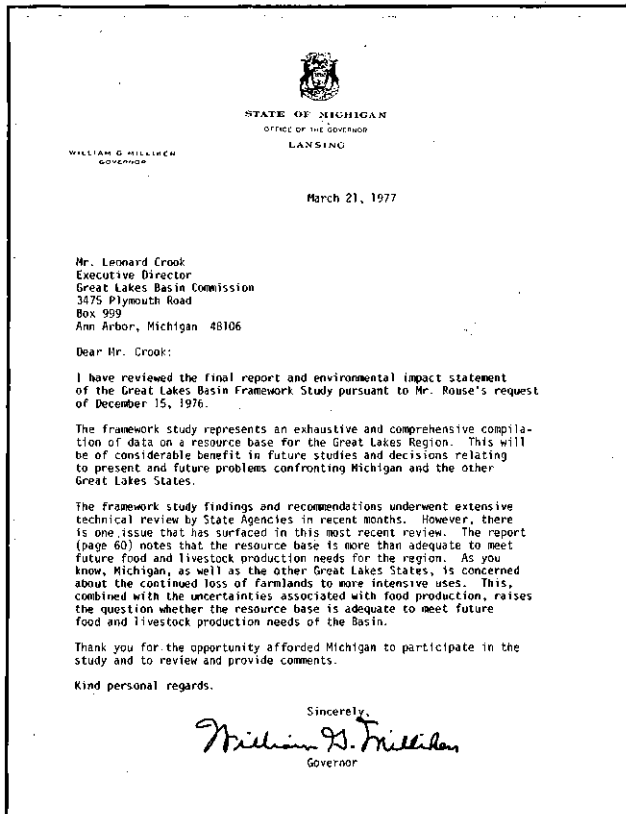 STATE OF MICHIGAN
OFFICE OF THE GOVERNOR
LANSING
WILLIAM G. MILLIKEN
GOVERNOR
March 21, 1977
Mr. Leonard Crook
Executive Director
Great Lakes Basin Commission
3475 Plymouth Road
Box 999
Ann Arbor, Michigan 48106
Dear Mr. Crook:
I have reviewed the final report and environmental impact statement
of the Great Lakes Basin Framework Study pursuant to Mr. Rouse's request
of December 15, 1976.
The framework study represents an exhaustive and comprehensive compila-
tion of data on a resource base for the Great Lakes Region. This will
be of considerable benefit in future studies and decisions relating
to present and future problems confronting Michigan and the other
Great Lakes States.
The framework study findings and recommendations underwent extensive
technical review by State Agencies in recent months. However, there
is one issue that has surfaced in this most recent review. The report
(page 60) notes that the resource base is more than adequate to meet
future food and livestock production needs for the region. As you
know, Michigan, as well as the other Great Lakes States, is concerned
about the continued loss of farmlands to more intensive uses. This,
combined with the uncertainties associated with food production, raises
the question whether the resource base is adequate to meet future
food and livestock production needs of the Basin.
Thank you for the opportunity afforded Michigan to participate in the
study and to review and provide comments.
Kind personal regards.
Sincerely,
William G. Milliken
Governor